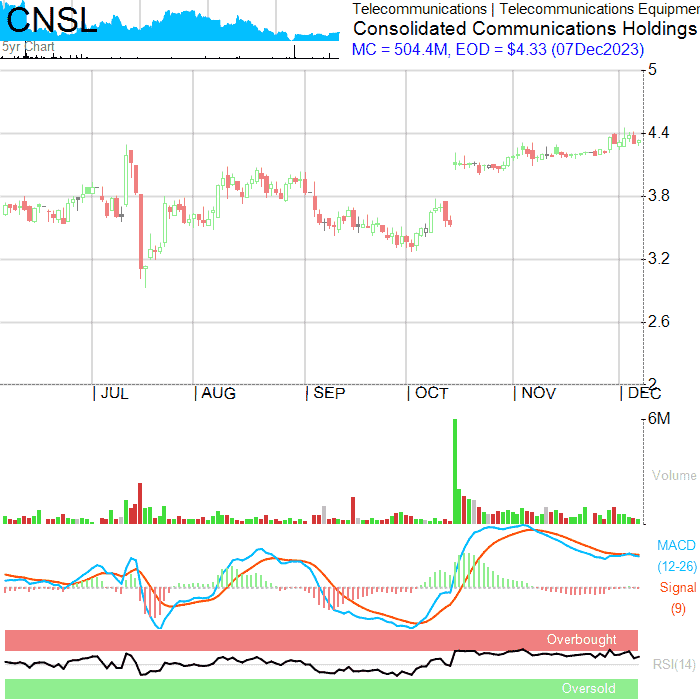 CNSL
5yr Chart
Telecommunications | Telecommunications Equipmen
Consolidated Communications Holdings
MC = 504.4M, EOD = $4.33 (07Dec2023)
5
4.4
3.8
3.2
2.6
2
| JUL | AUG | SEP | OCT | NOV | DEC
6M
Volume
MACD
(12-26)
Signal
(9)
Overbought
RSI(14)
Oversold